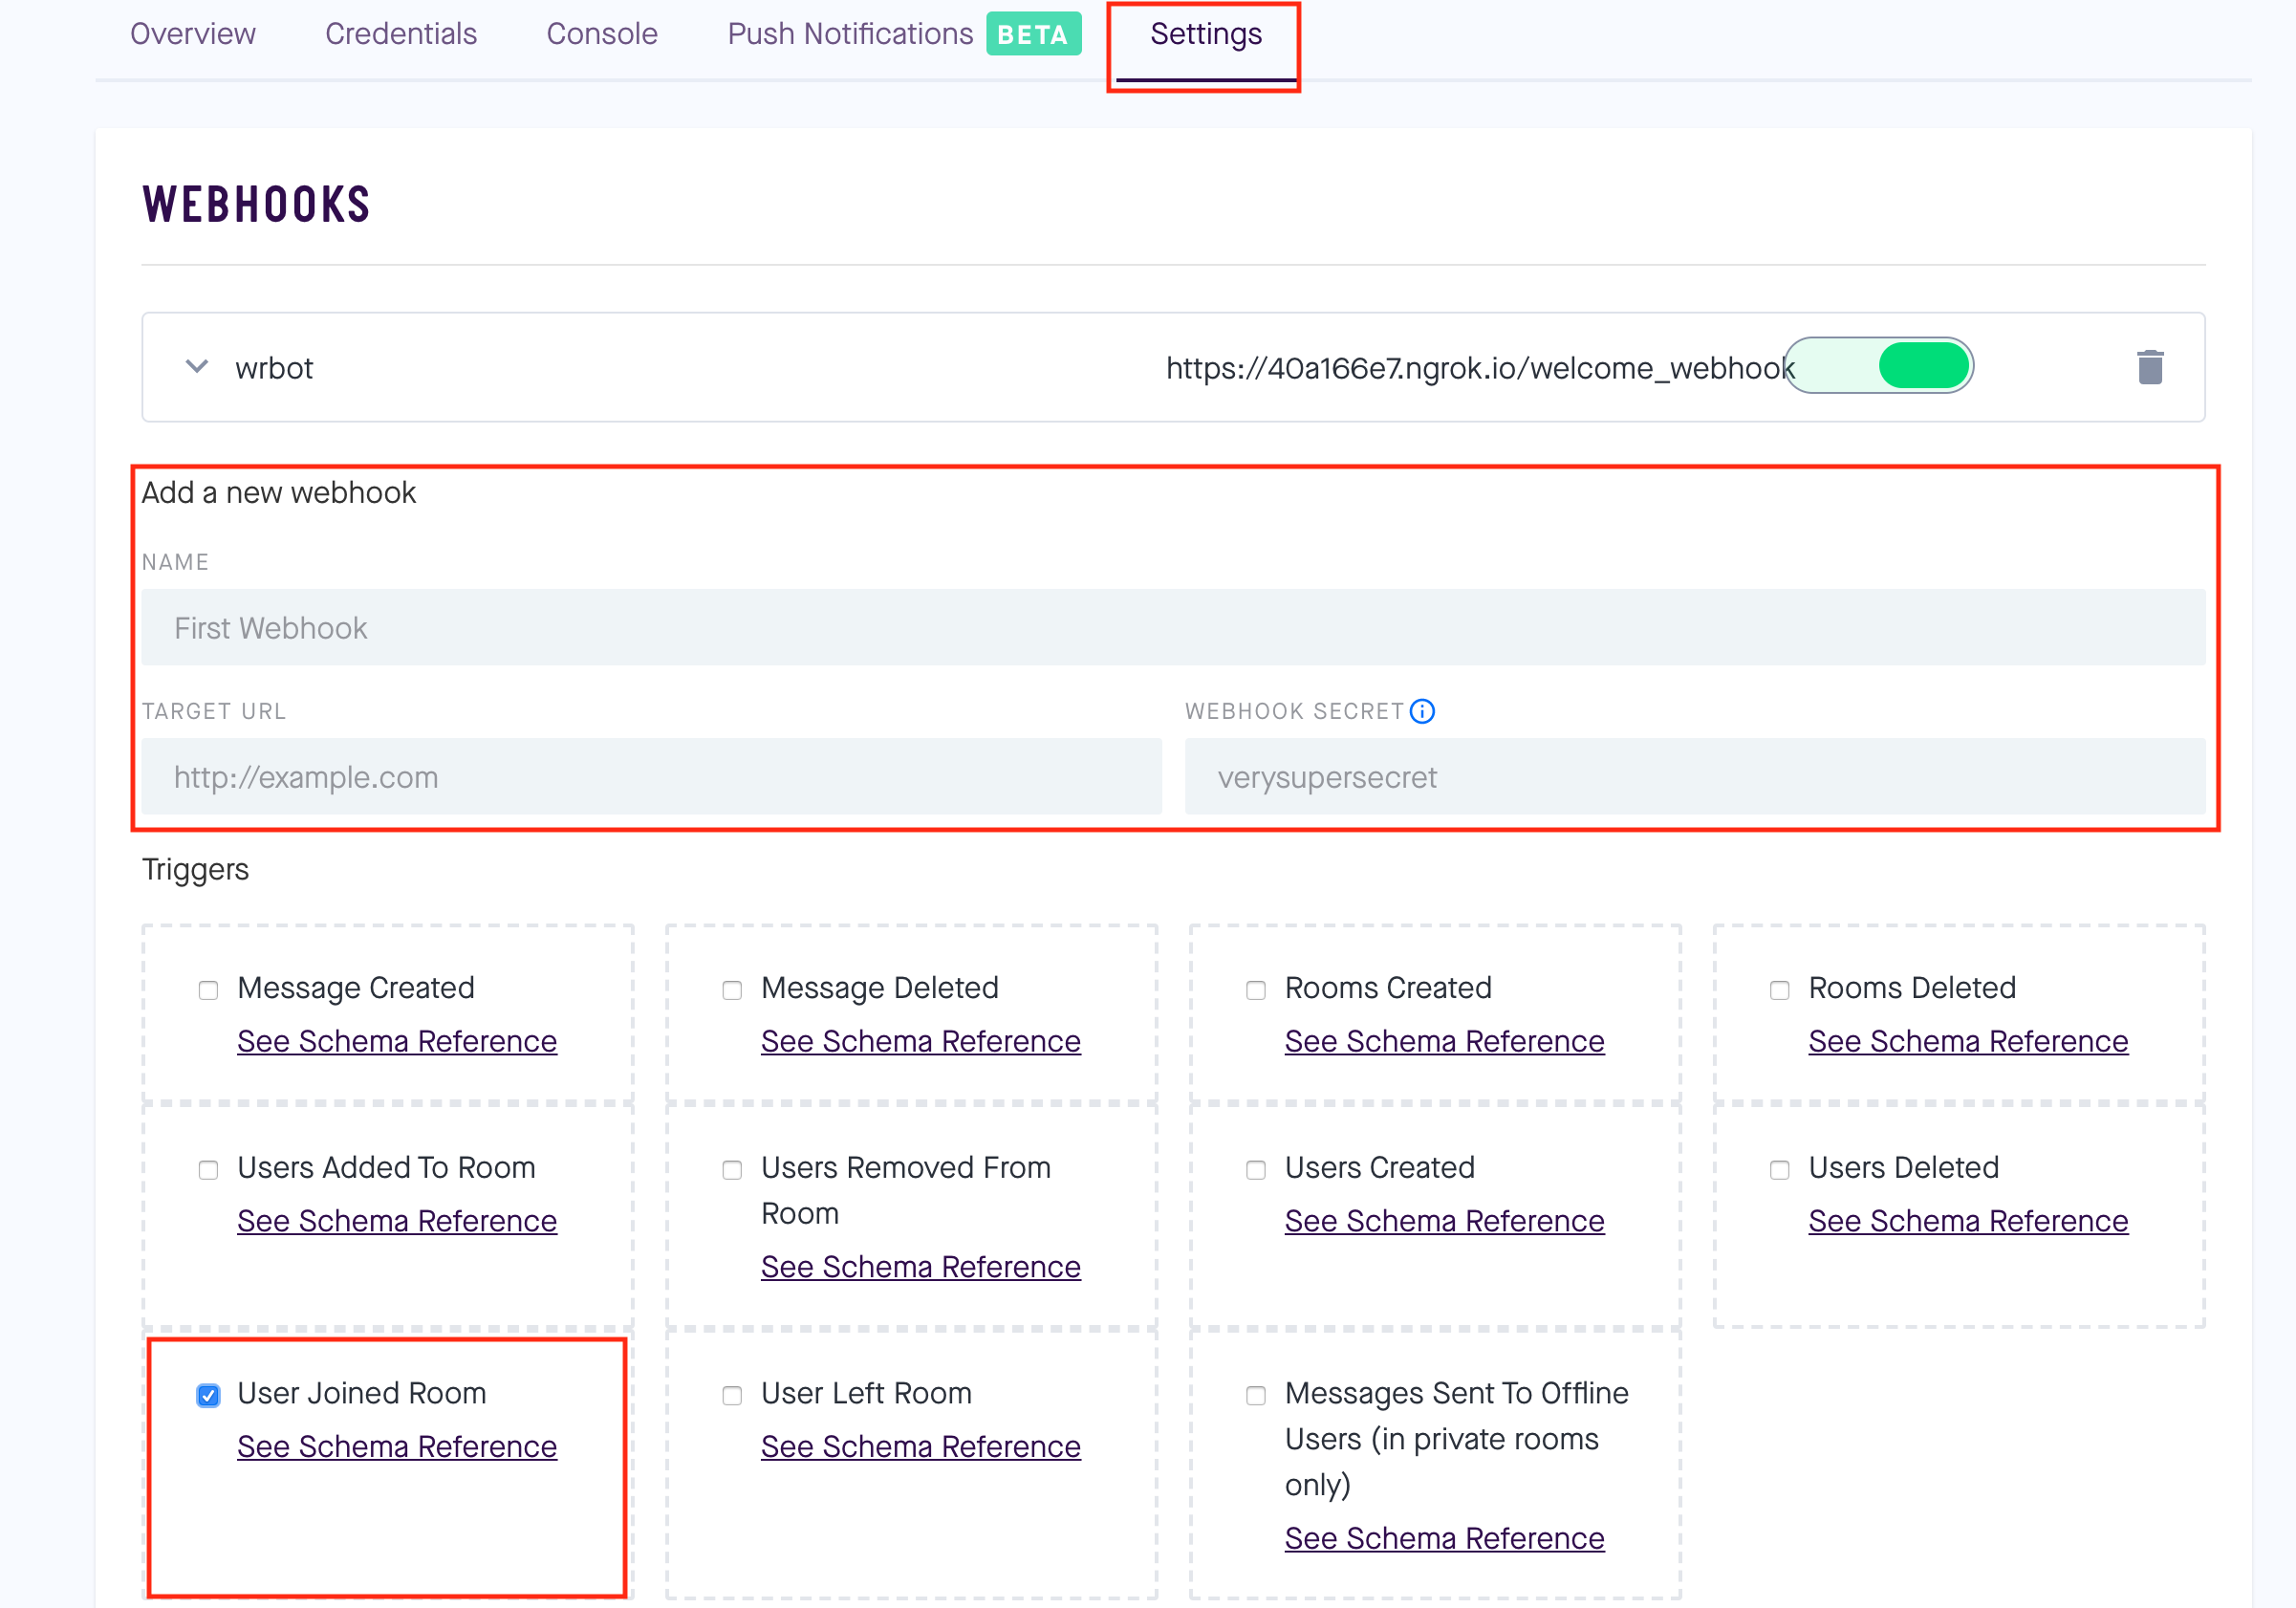 Overview Credentials Console Push Notifications BETA Settings
WEBHOOKS
wrbot https://40a166e7.ngrok.io/welcome_webhook
Add a new webhook
NAME
First Webhook
TARGET URL WEBHOOK SECRET
http://example.com verysupersecret
Triggers
Message Created Message Deleted Rooms Created Rooms Deleted
See Schema Reference See Schema Reference See Schema Reference See Schema Reference
Users Added To Room Users Removed From Users Created Users Deleted
Room
See Schema Reference See Schema Reference See Schema Reference
See Schema Reference
User Joined Room User Left Room Messages Sent To Offline
Users (in private rooms
See Schema Reference See Schema Reference
only)
See Schema Reference